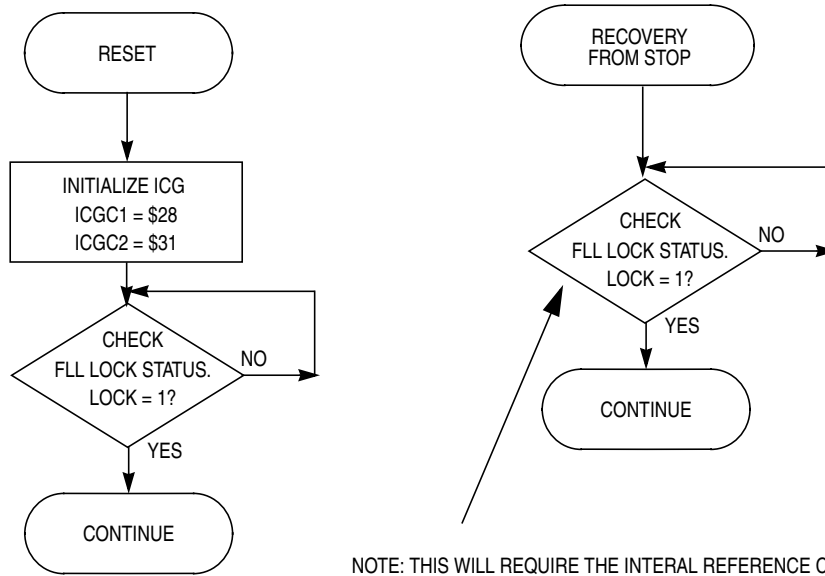 RESET
INITIALIZE ICG
ICGC1 = $28
ICGC2 = $31
CHECK
FLL LOCK STATUS.
LOCK = 1?
NO
YES
CONTINUE
RECOVERY
FROM STOP
CHECK
FLL LOCK STATUS.
LOCK = 1?
NO
YES
CONTINUE
NOTE: THIS WILL REQUIRE THE INTERAL REFERENCE